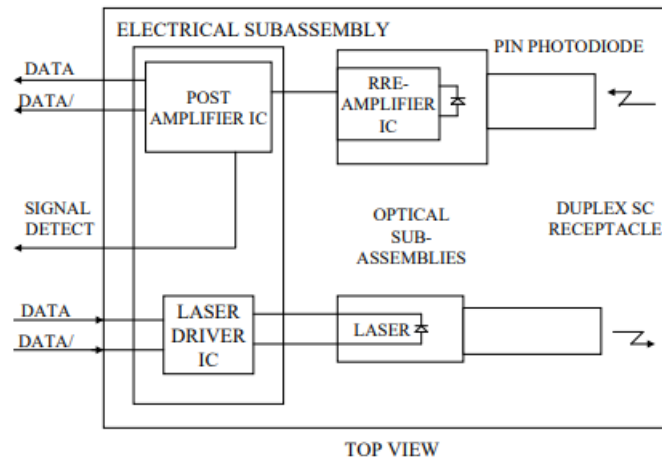 ELECTRICAL SUBASSEMBLY
PIN PHOTODIODE
DATA
DATA/
POST
AMPLIFIER IC
RRE-
AMPLIFIER
IC
SIGNAL
DETECT
OPTICAL
SUB-
ASSEMBLIES
DUPLEX SC
RECEPTACLE
DATA
DATA/
LASER
DRIVER
IC
LASER
TOP VIEW